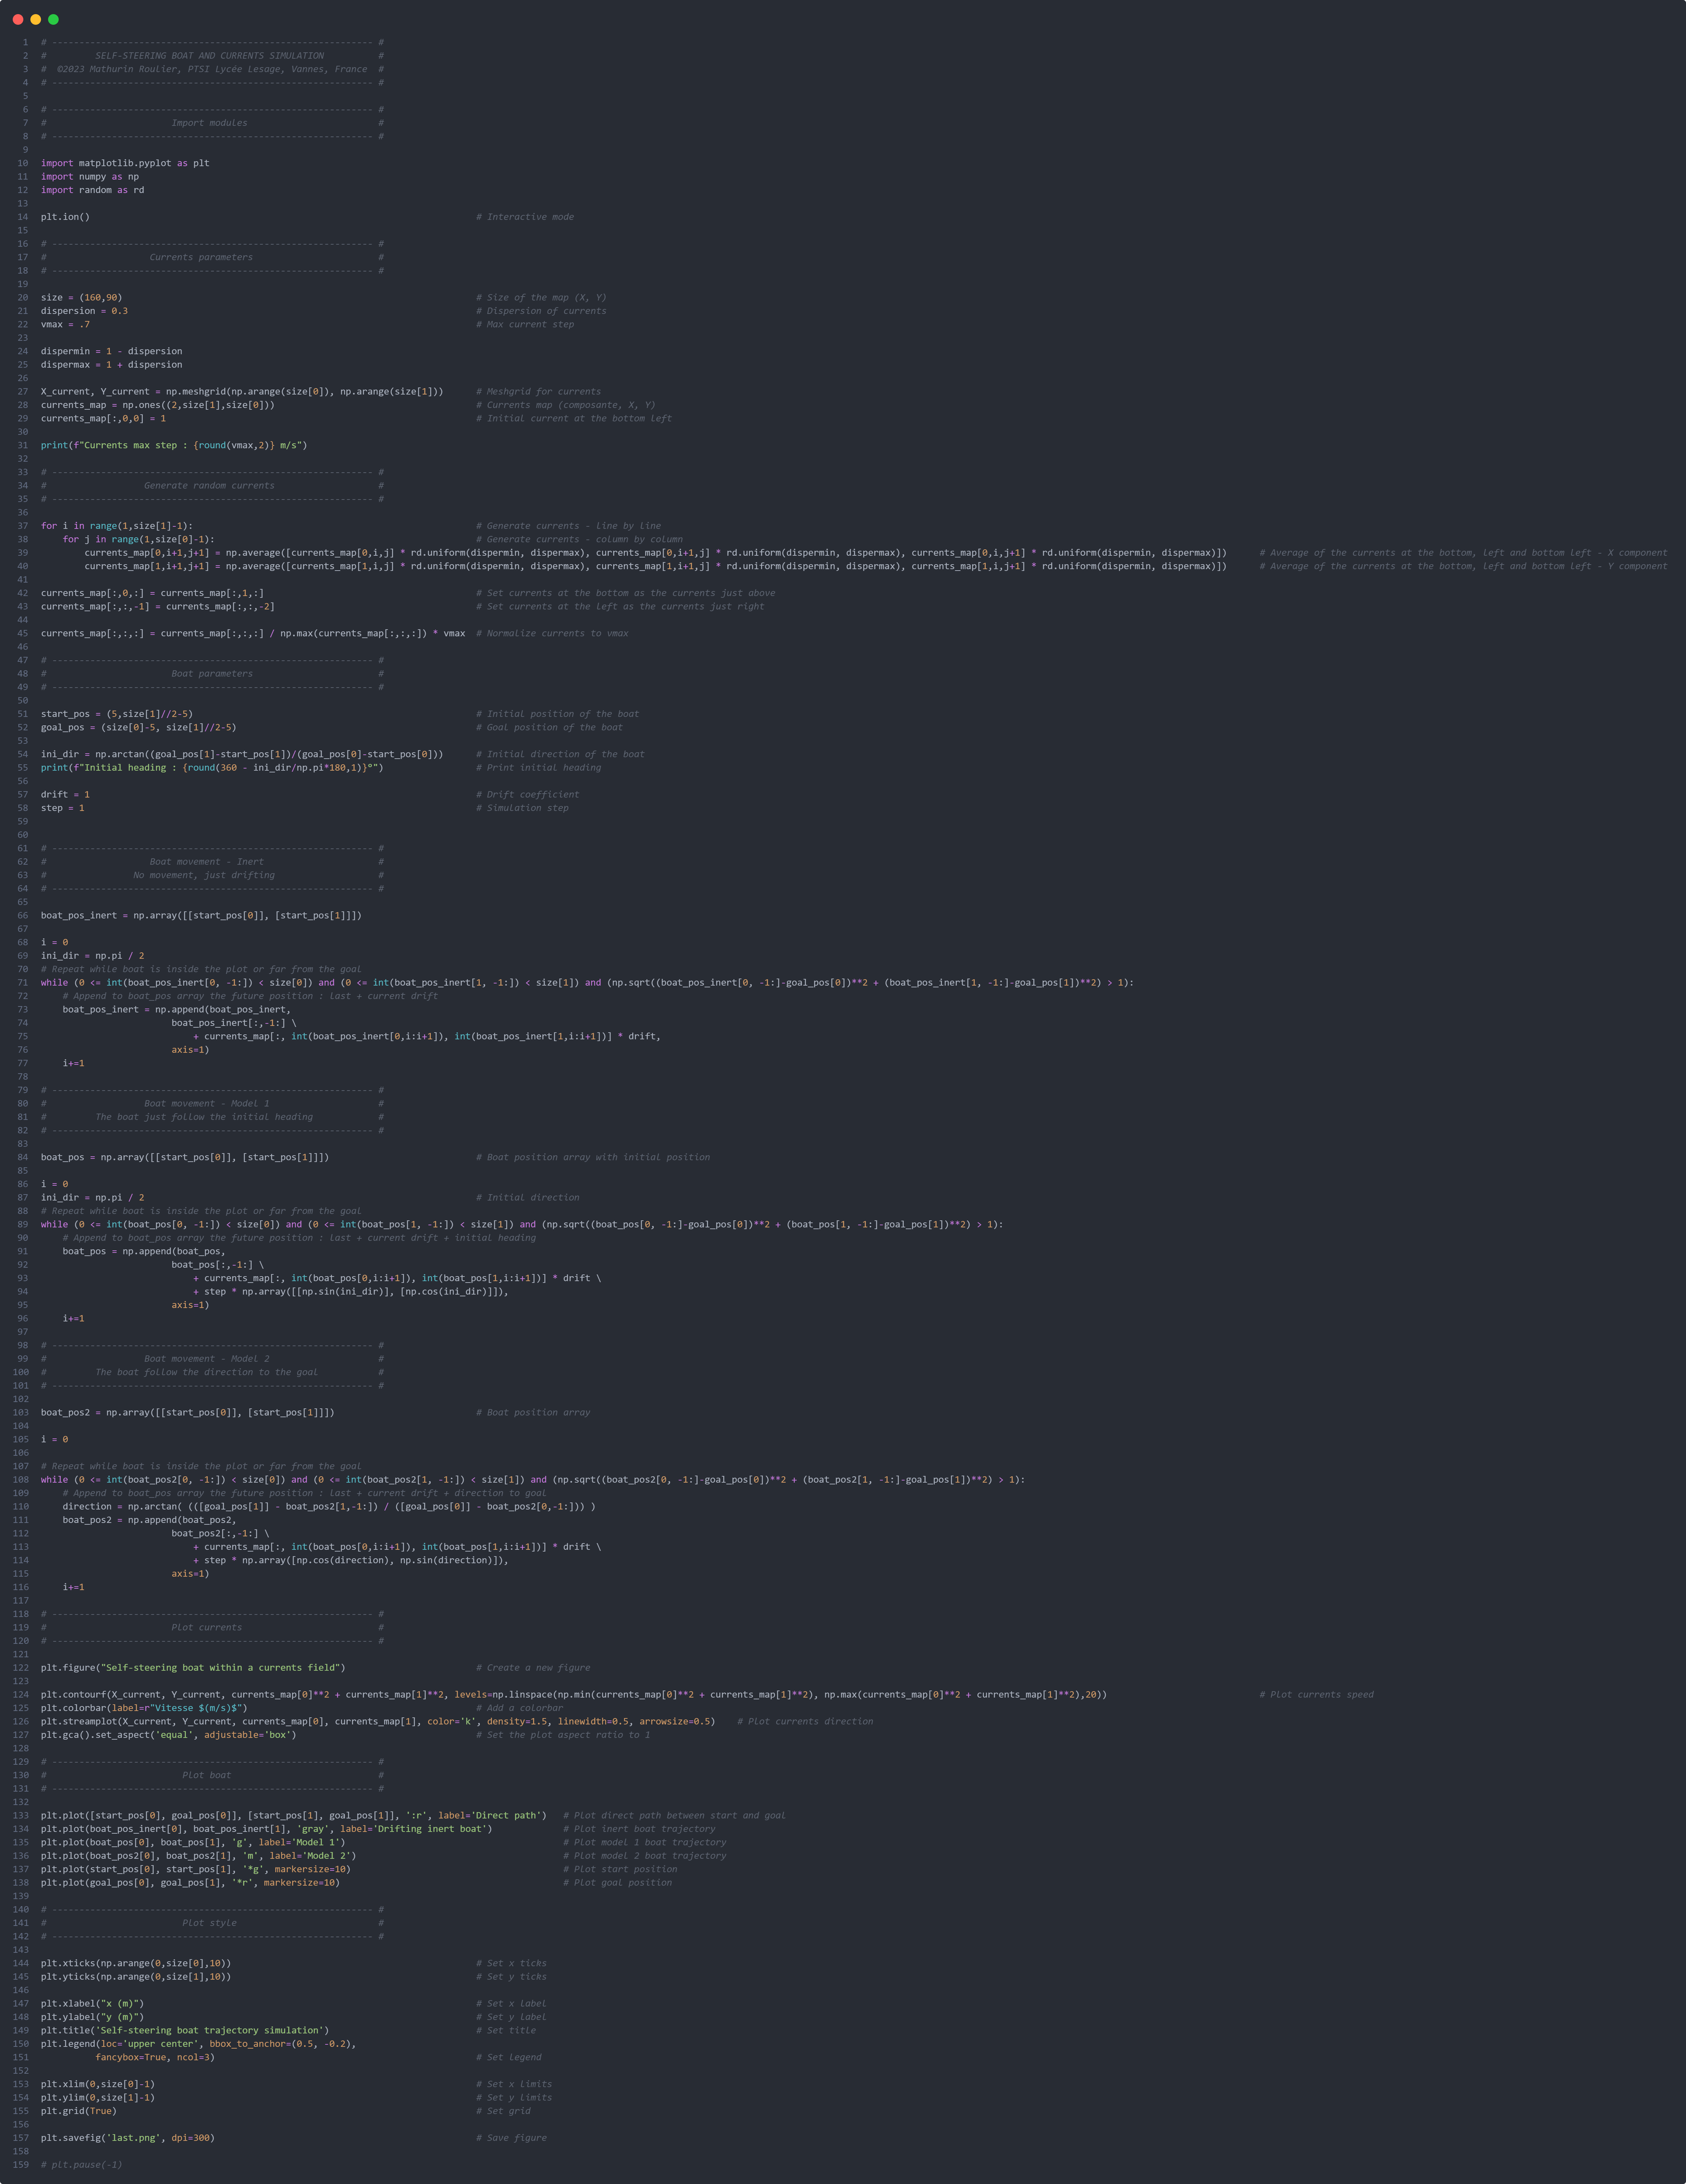 1 # ----------------------------------------------------------- #
2 #         SELF-STEERING BOAT AND CURRENTS SIMULATION          #
3 #  ©2023 Mathurin Roulier, PTSI Lycée Lesage, Vannes, France  #
4 # ----------------------------------------------------------- #
5
6 # ----------------------------------------------------------- #
7 #                       Import modules                        #
8 # ----------------------------------------------------------- #
9
10 import matplotlib.pyplot as plt
11 import numpy as np
12 import random as rd
13
14 plt.ion() # Interactive mode
15
16 # ----------------------------------------------------------- #
17 #                   Currents parameters                       #
18 # ----------------------------------------------------------- #
19
20 size = (160,90) # Size of the map (X, Y)
21 dispersion = 0.3 # Dispersion of currents
22 vmax = .7 # Max current step
23
24 dispermin = 1 - dispersion
25 dispermax = 1 + dispersion
26
27 X_current, Y_current = np.meshgrid(np.arange(size[0]), np.arange(size[1])) # Meshgrid for currents
28 currents_map = np.ones((2,size[1],size[0])) # Currents map (composante, X, Y)
29 currents_map[:,0,0] = 1 # Initial current at the bottom left
30
31 print(f"Currents max step : {round(vmax,2)} m/s")
32
33 # ----------------------------------------------------------- #
34 #                  Generate random currents                   #
35 # ----------------------------------------------------------- #
36
37 for i in range(1,size[1]-1): # Generate currents - line by line
38     for j in range(1,size[0]-1): # Generate currents - column by column
39         currents_map[0,i+1,j+1] = np.average([currents_map[0,i,j] * rd.uniform(dispermin, dispermax), currents_map[0,i+1,j] * rd.uniform(dispermin, dispermax), currents_map[0,i,j+1] * rd.uniform(dispermin, dispermax)]) # Average of the currents at the bottom, left and bottom left - X component
40         currents_map[1,i+1,j+1] = np.average([currents_map[1,i,j] * rd.uniform(dispermin, dispermax), currents_map[1,i+1,j] * rd.uniform(dispermin, dispermax), currents_map[1,i,j+1] * rd.uniform(dispermin, dispermax)]) # Average of the currents at the bottom, left and bottom left - Y component
41
42 currents_map[:,0,:] = currents_map[:,1,:] # Set currents at the bottom as the currents just above
43 currents_map[:,:,-1] = currents_map[:,:,-2] # Set currents at the left as the currents just right
44
45 currents_map[:,:,:] = currents_map[:,:,:] / np.max(currents_map[:,:,:]) * vmax # Normalize currents to vmax
46
47 # ----------------------------------------------------------- #
48 #                       Boat parameters                       #
49 # ----------------------------------------------------------- #
50
51 start_pos = (5,size[1]//2-5) # Initial position of the boat
52 goal_pos = (size[0]-5, size[1]//2-5) # Goal position of the boat
53
54 ini_dir = np.arctan((goal_pos[1]-start_pos[1])/(goal_pos[0]-start_pos[0])) # Initial direction of the boat
55 print(f"Initial heading : {round(360 - ini_dir/np.pi*180,1)}°") # Print initial heading
56
57 drift = 1 # Drift coefficient
58 step = 1 # Simulation step
59
60
61 # ----------------------------------------------------------- #
62 #                   Boat movement - Inert                     #
63 #                No movement, just drifting                   #
64 # ----------------------------------------------------------- #
65
66 boat_pos_inert = np.array([[start_pos[0]], [start_pos[1]]])
67
68 i = 0
69 ini_dir = np.pi / 2
70 # Repeat while boat is inside the plot or far from the goal
71 while (0 <= int(boat_pos_inert[0, -1:]) < size[0]) and (0 <= int(boat_pos_inert[1, -1:]) < size[1]) and (np.sqrt((boat_pos_inert[0, -1:]-goal_pos[0])**2 + (boat_pos_inert[1, -1:]-goal_pos[1])**2) > 1):
72     # Append to boat_pos array the future position : last + current drift
73     boat_pos_inert = np.append(boat_pos_inert,
74                         boat_pos_inert[:,-1:] \
75                             + currents_map[:, int(boat_pos_inert[0,i:i+1]), int(boat_pos_inert[1,i:i+1])] * drift,
76                         axis=1)
77     i+=1
78
79 # ----------------------------------------------------------- #
80 #                  Boat movement - Model 1                    #
81 #         The boat just follow the initial heading            #
82 # ----------------------------------------------------------- #
83
84 boat_pos = np.array([[start_pos[0]], [start_pos[1]]]) # Boat position array with initial position
85
86 i = 0
87 ini_dir = np.pi / 2 # Initial direction
88 # Repeat while boat is inside the plot or far from the goal
89 while (0 <= int(boat_pos[0, -1:]) < size[0]) and (0 <= int(boat_pos[1, -1:]) < size[1]) and (np.sqrt((boat_pos[0, -1:]-goal_pos[0])**2 + (boat_pos[1, -1:]-goal_pos[1])**2) > 1):
90     # Append to boat_pos array the future position : last + current drift + initial heading
91     boat_pos = np.append(boat_pos,
92                         boat_pos[:,-1:] \
93                             + currents_map[:, int(boat_pos[0,i:i+1]), int(boat_pos[1,i:i+1])] * drift \
94                             + step * np.array([[np.sin(ini_dir)], [np.cos(ini_dir)]]),
95                         axis=1)
96     i+=1
97
98 # ----------------------------------------------------------- #
99 #                  Boat movement - Model 2                    #
100 #         The boat follow the direction to the goal           #
101 # ----------------------------------------------------------- #
102
103 boat_pos2 = np.array([[start_pos[0]], [start_pos[1]]]) # Boat position array
104
105 i = 0
106
107 # Repeat while boat is inside the plot or far from the goal
108 while (0 <= int(boat_pos2[0, -1:]) < size[0]) and (0 <= int(boat_pos2[1, -1:]) < size[1]) and (np.sqrt((boat_pos2[0, -1:]-goal_pos[0])**2 + (boat_pos2[1, -1:]-goal_pos[1])**2) > 1):
109     # Append to boat_pos array the future position : last + current drift + direction to goal
110     direction = np.arctan( (([goal_pos[1]] - boat_pos2[1,-1:]) / ([goal_pos[0]] - boat_pos2[0,-1:])) )
111     boat_pos2 = np.append(boat_pos2,
112                         boat_pos2[:,-1:] \
113                             + currents_map[:, int(boat_pos[0,i:i+1]), int(boat_pos[1,i:i+1])] * drift \
114                             + step * np.array([np.cos(direction), np.sin(direction)]),
115                         axis=1)
116     i+=1
117
118 # ----------------------------------------------------------- #
119 #                       Plot currents                         #
120 # ----------------------------------------------------------- #
121
122 plt.figure("Self-steering boat within a currents field") # Create a new figure
123
124 plt.contourf(X_current, Y_current, currents_map[0]**2 + currents_map[1]**2, levels=np.linspace(np.min(currents_map[0]**2 + currents_map[1]**2), np.max(currents_map[0]**2 + currents_map[1]**2),20)) # Plot currents speed
125 plt.colorbar(label=r"Vitesse $(m/s)$") # Add a colorbar
126 plt.streamplot(X_current, Y_current, currents_map[0], currents_map[1], color='k', density=1.5, linewidth=0.5, arrowsize=0.5) # Plot currents direction
127 plt.gca().set_aspect('equal', adjustable='box') # Set the plot aspect ratio to 1
128
129 # ----------------------------------------------------------- #
130 #                         Plot boat                           #
131 # ----------------------------------------------------------- #
132
133 plt.plot([start_pos[0], goal_pos[0]], [start_pos[1], goal_pos[1]], ':r', label='Direct path') # Plot direct path between start and goal
134 plt.plot(boat_pos_inert[0], boat_pos_inert[1], 'gray', label='Drifting inert boat') # Plot inert boat trajectory
135 plt.plot(boat_pos[0], boat_pos[1], 'g', label='Model 1') # Plot model 1 boat trajectory
136 plt.plot(boat_pos2[0], boat_pos2[1], 'm', label='Model 2') # Plot model 2 boat trajectory
137 plt.plot(start_pos[0], start_pos[1], '*g', markersize=10) # Plot start position
138 plt.plot(goal_pos[0], goal_pos[1], '*r', markersize=10) # Plot goal position
139
140 # ----------------------------------------------------------- #
141 #                         Plot style                          #
142 # ----------------------------------------------------------- #
143
144 plt.xticks(np.arange(0,size[0],10)) # Set x ticks
145 plt.yticks(np.arange(0,size[1],10)) # Set y ticks
146
147 plt.xlabel("x (m)") # Set x label
148 plt.ylabel("y (m)") # Set y label
149 plt.title('Self-steering boat trajectory simulation') # Set title
150 plt.legend(loc='upper center', bbox_to_anchor=(0.5, -0.2),
151           fancybox=True, ncol=3) # Set legend
152
153 plt.xlim(0,size[0]-1) # Set x limits
154 plt.ylim(0,size[1]-1) # Set y limits
155 plt.grid(True) # Set grid
156
157 plt.savefig('last.png', dpi=300) # Save figure
158
159 # plt.pause(-1)